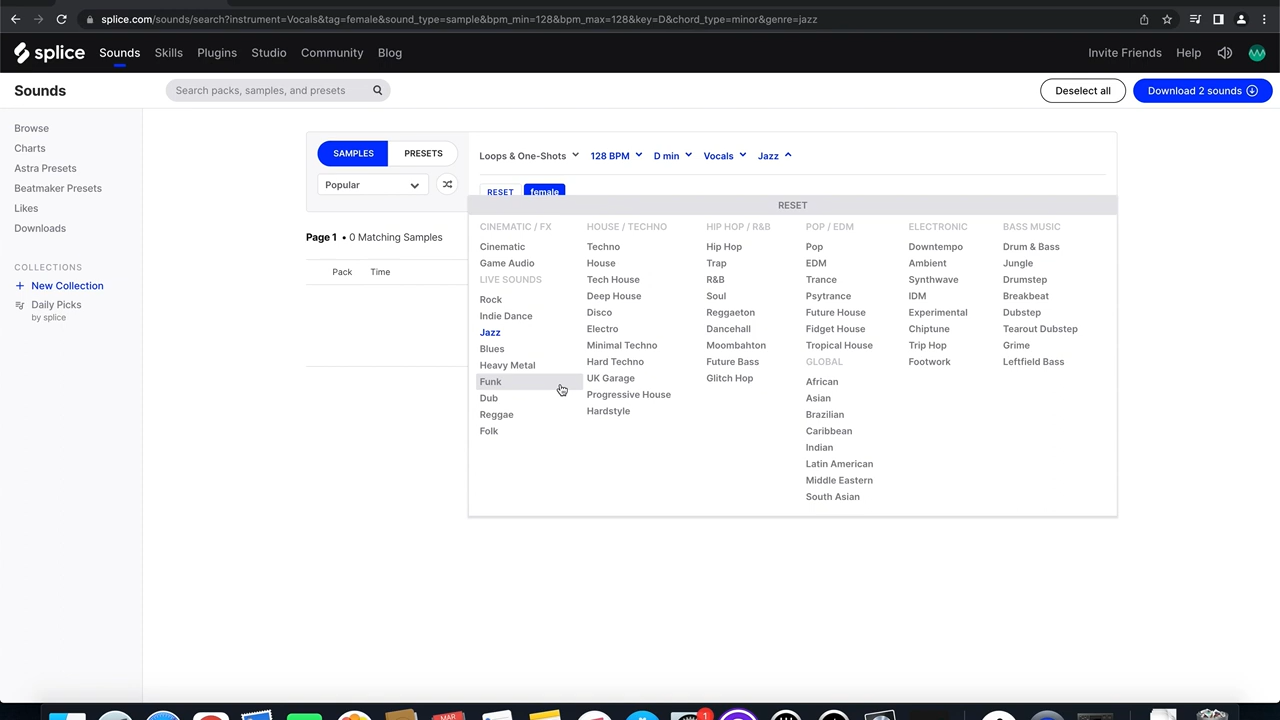 splice.com/sounds/search?instrument=Vocals&tag=female&sound_type=sample&bpm_min=128&bpm_max=128&key=D&chord_type=minor&genre=jazz
splice Sounds Skills Plugins Studio Community Blog Invite Friends Help
Sounds Search packs, samples, and presets Deselect all Download 2 sounds
Browse
Charts
Astra Presets
Beatmaker Presets
Likes
Downloads
COLLECTIONS
New Collection
Daily Picks
by splice
SAMPLES PRESETS
Popular
Loops & One-Shots 128 BPM D min Vocals Jazz
RESET female
Page 1 • 0 Matching Samples
Pack Time
RESET
CINEMATIC / FX
Cinematic
Game Audio
LIVE SOUNDS
Rock
Indie Dance
Jazz
Blues
Heavy Metal
Funk
Dub
Reggae
Folk
HOUSE / TECHNO
Techno
House
Tech House
Deep House
Disco
Electro
Minimal Techno
Hard Techno
UK Garage
Progressive House
Hardstyle
HIP HOP / R&B
Hip Hop
Trap
R&B
Soul
Reggaeton
Dancehall
Moombahton
Future Bass
Glitch Hop
POP / EDM
Pop
EDM
Trance
Psytrance
Future House
Fidget House
Tropical House
GLOBAL
African
Asian
Brazilian
Caribbean
Indian
Latin American
Middle Eastern
South Asian
ELECTRONIC
Downtempo
Ambient
Synthwave
IDM
Experimental
Chiptune
Trip Hop
Footwork
BASS MUSIC
Drum & Bass
Jungle
Drumstep
Breakbeat
Dubstep
Tearout Dubstep
Grime
Leftfield Bass
MAR
1